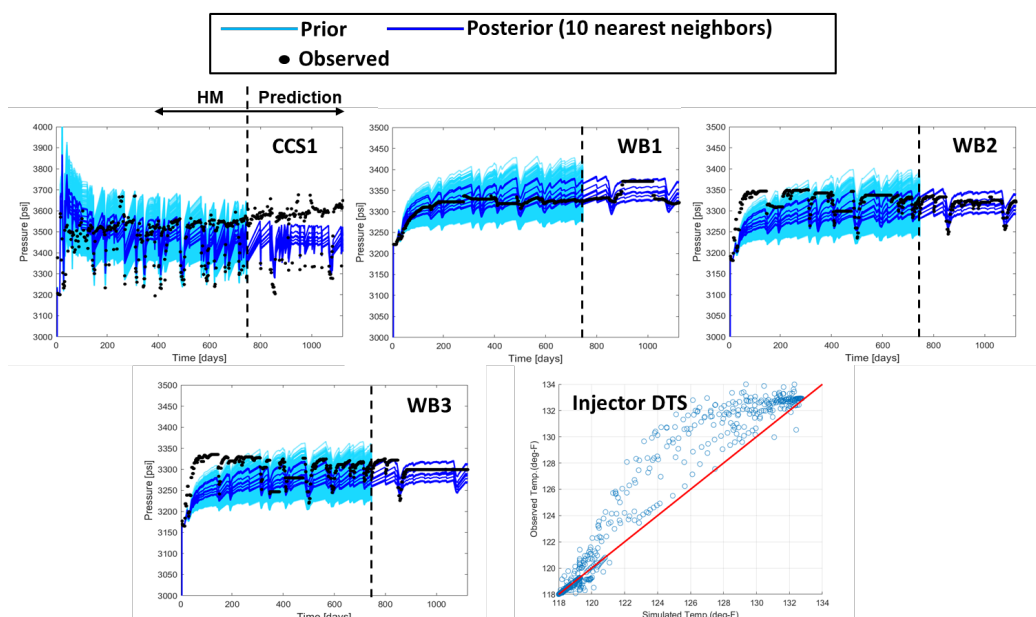 Prior
Posterior (10 nearest neighbors)
Observed
HM
Prediction
CCS1
4000
3900
3800
3700
3600
3500
3400
3300
3200
3100
3000
Pressure [psi]
0 200 400 600 800 1000
Time [days]
WB1
3500
3450
3400
3350
3300
3250
3200
3150
3100
3050
3000
Pressure [psi]
0 200 400 600 800 1000
Time [days]
WB2
3500
3450
3400
3350
3300
3250
3200
3150
3100
3050
3000
Pressure [psi]
0 200 400 600 800 1000
Time [days]
WB3
3500
3450
3400
3350
3300
3250
3200
3150
3100
3050
3000
Pressure [psi]
0 200 400 600 800 1000
Time [days]
Injector DTS
134
132
130
128
126
124
122
120
118
Observed Temp (deg-F)
118 120 122 124 126 128 130 132 134
Simulated Temp (deg-F)